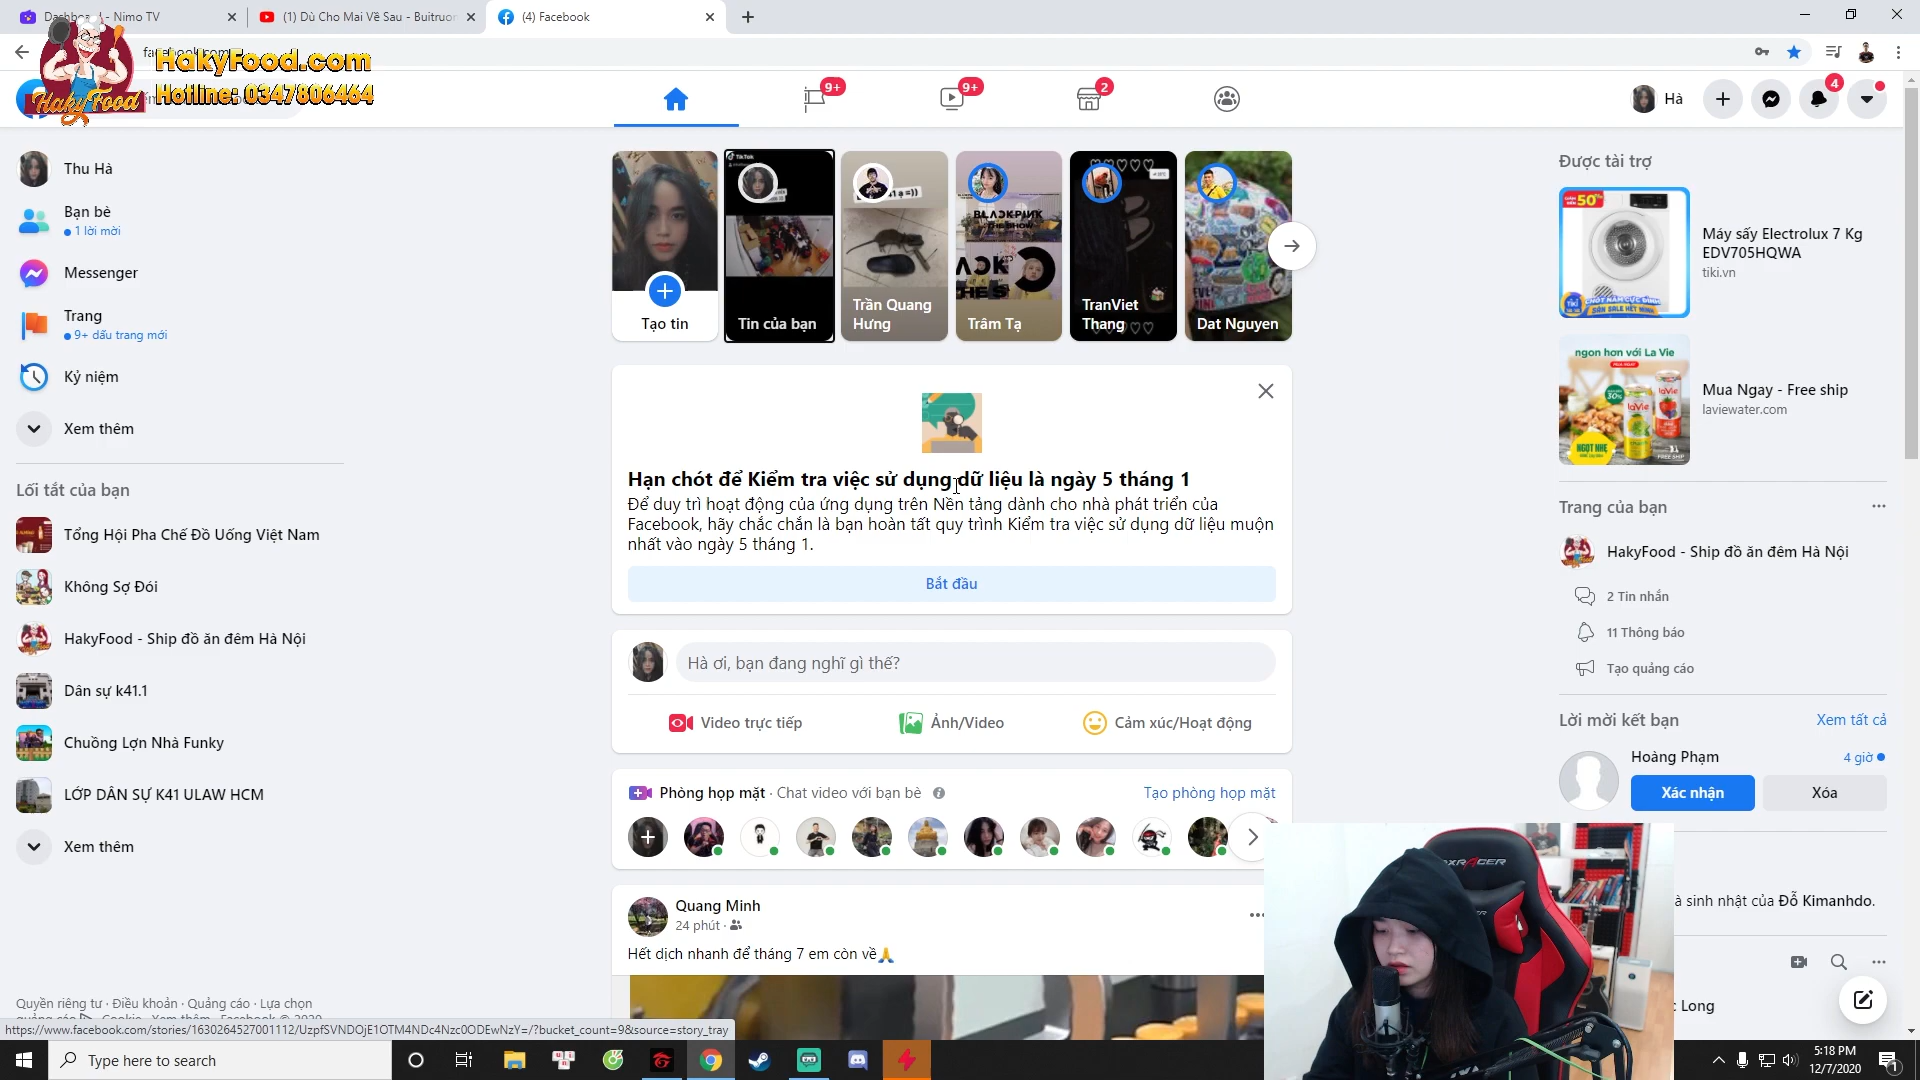 Nimo TV
(1) Dù Cho Mai Về Sau - Buitruon
(4) Facebook
HakyFood.com
Hotline: 0347806464
HakyFood
9+
9+
2
Hà
4
Thu Hà
Bạn bè
1 lời mời
Messenger
Trang
9+ dấu trang mới
Kỷ niệm
Xem thêm
Lối tắt của bạn
Tổng Hội Pha Chế Đồ Uống Việt Nam
Không Sợ Đói
HakyFood - Ship đồ ăn đêm Hà Nội
Dân sự k41.1
Chuồng Lợn Nhà Funky
LỚP DÂN SỰ K41 ULAW HCM
Xem thêm
Quyền riêng tư · Điều khoản · Quảng cáo · Lựa chọn
https://www.facebook.com/stories/1630264527001112/UzpfSVNDOjE1OTM4NDc4Nzc0ODEwNzY=/?bucket_count=9&source=story_tray
Tạo tin
TikTok
Tin của bạn
Trần Quang
Hưng
BLACKPINK
THE SHOW
Trâm Tạ
TranViet
Thang
Dat Nguyen
Hạn chót để Kiểm tra việc sử dụng dữ liệu là ngày 5 tháng 1
Để duy trì hoạt động của ứng dụng trên Nền tảng dành cho nhà phát triển của
Facebook, hãy chắc chắn là bạn hoàn tất quy trình Kiểm tra việc sử dụng dữ liệu muộn
nhất vào ngày 5 tháng 1.
Bắt đầu
Hà ơi, bạn đang nghĩ gì thế?
Video trực tiếp
Ảnh/Video
Cảm xúc/Hoạt động
Phòng họp mặt · Chat video với bạn bè
Tạo phòng họp mặt
Quang Minh
24 phút ·
Hết dịch nhanh để tháng 7 em còn về🙏
Được tài trợ
50%
Máy sấy Electrolux 7 Kg
EDV705HQWA
tiki.vn
ngon hơn với La Vie
Mua Ngay - Free ship
laviewater.com
Trang của bạn
HakyFood - Ship đồ ăn đêm Hà Nội
2 Tin nhắn
11 Thông báo
Tạo quảng cáo
Lời mời kết bạn
Xem tất cả
Hoàng Phạm
4 giờ
Xác nhận
Xóa
à sinh nhật của Đỗ Kimanhdo.
Long
Type here to search
5:18 PM
12/7/2020
1